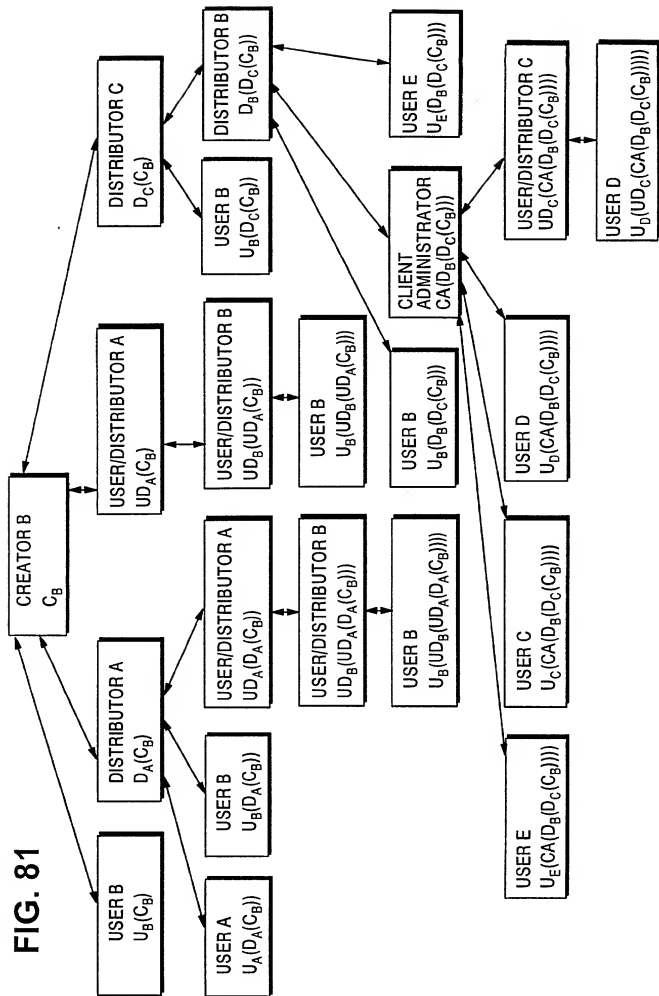 FIG. 81
CREATOR B
C_B
USER B
U_B(C_B)
DISTRIBUTOR A
D_A(C_B)
USER/DISTRIBUTOR A
UD_A(C_B)
DISTRIBUTOR C
D_C(C_B)
USER A
U_A(D_A(C_B))
USER B
U_B(D_A(C_B))
USER/DISTRIBUTOR A
UD_A(D_A(C_B))
USER/DISTRIBUTOR B
UD_B(UD_A(C_B))
USER B
U_B(D_C(C_B))
DISTRIBUTOR B
D_B(D_C(C_B))
USER/DISTRIBUTOR B
UD_B(UD_A(D_A(C_B)))
USER B
U_B(UD_B(UD_A(C_B)))
USER B
U_B(UD_B(UD_A(D_A(C_B))))
USER B
U_B(D_B(D_C(C_B)))
CLIENT
ADMINISTRATOR
CA(D_B(D_C(C_B)))
USER E
U_E(D_B(D_C(C_B)))
USER E
U_E(CA(D_B(D_C(C_B))))
USER C
U_C(CA(D_B(D_C(C_B))))
USER D
U_D(CA(D_B(D_C(C_B))))
USER/DISTRIBUTOR C
UD_C(CA(D_B(D_C(C_B))))
USER D
U_D(UD_C(CA(D_B(D_C(C_B)))))